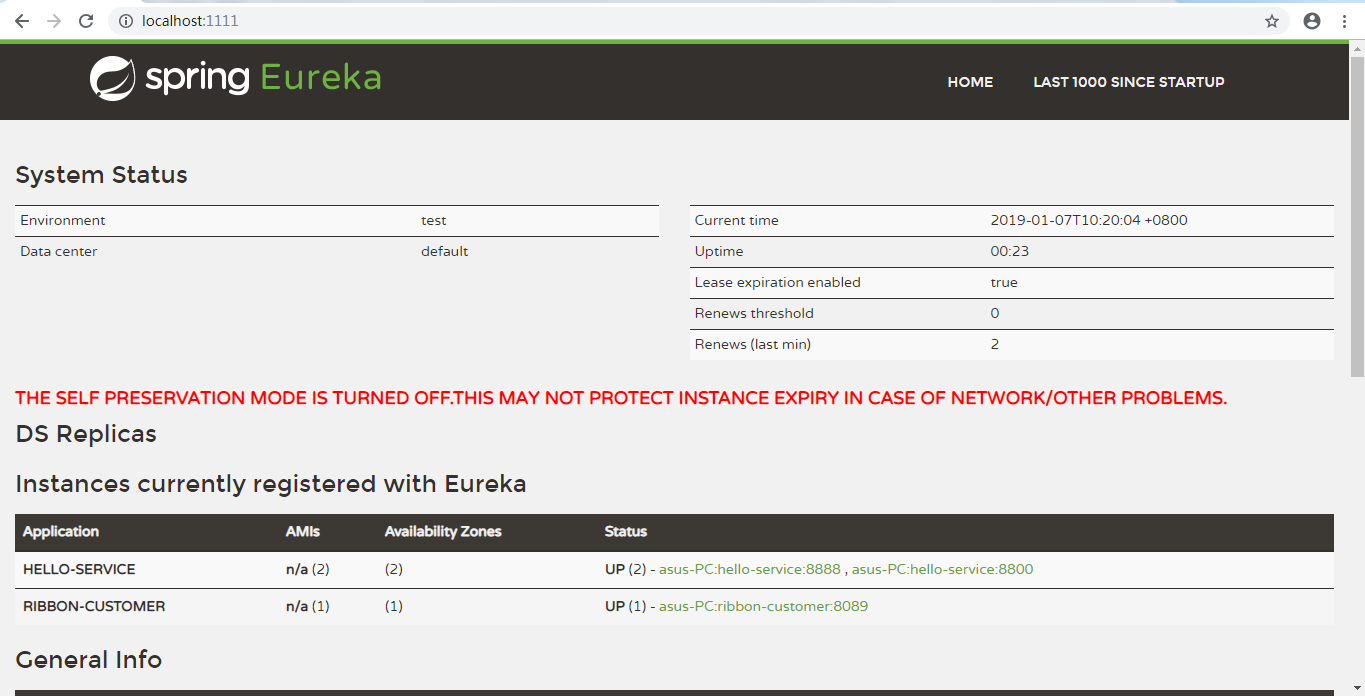 localhost:1111
spring Eureka
HOME LAST 1000 SINCE STARTUP
System Status
Environment test
Data center default
Current time 2019-01-07T10:20:04 +0800
Uptime 00:23
Lease expiration enabled true
Renews threshold 0
Renews (last min) 2
THE SELF PRESERVATION MODE IS TURNED OFF.THIS MAY NOT PROTECT INSTANCE EXPIRY IN CASE OF NETWORK/OTHER PROBLEMS.
DS Replicas
Instances currently registered with Eureka
Application AMIs Availability Zones Status
HELLO-SERVICE n/a (2) (2) UP (2) - asus-PC:hello-service:8888 , asus-PC:hello-service:8800
RIBBON-CUSTOMER n/a (1) (1) UP (1) - asus-PC:ribbon-customer:8089
General Info